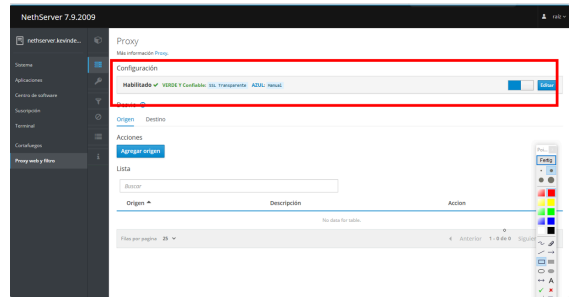 NethServer 7.9.2009
raiz
nethserver.kevinde...
Sistema
Aplicaciones
Centro de software
Suscripción
Terminal
Cortafuegos
Proxy web y filtro
Proxy
Más información Proxy.
Configuración
Habilitado ✓ VERDE Y Confiable: SSL Transparente AZUL: Manual
Editar
Origen Destino
Acciones
Agregar origen
Lista
Buscar
Origen Descripción Accion
No data for table.
Filas por pagina 25
Anterior 1 - 0 de 0
Fertig
A